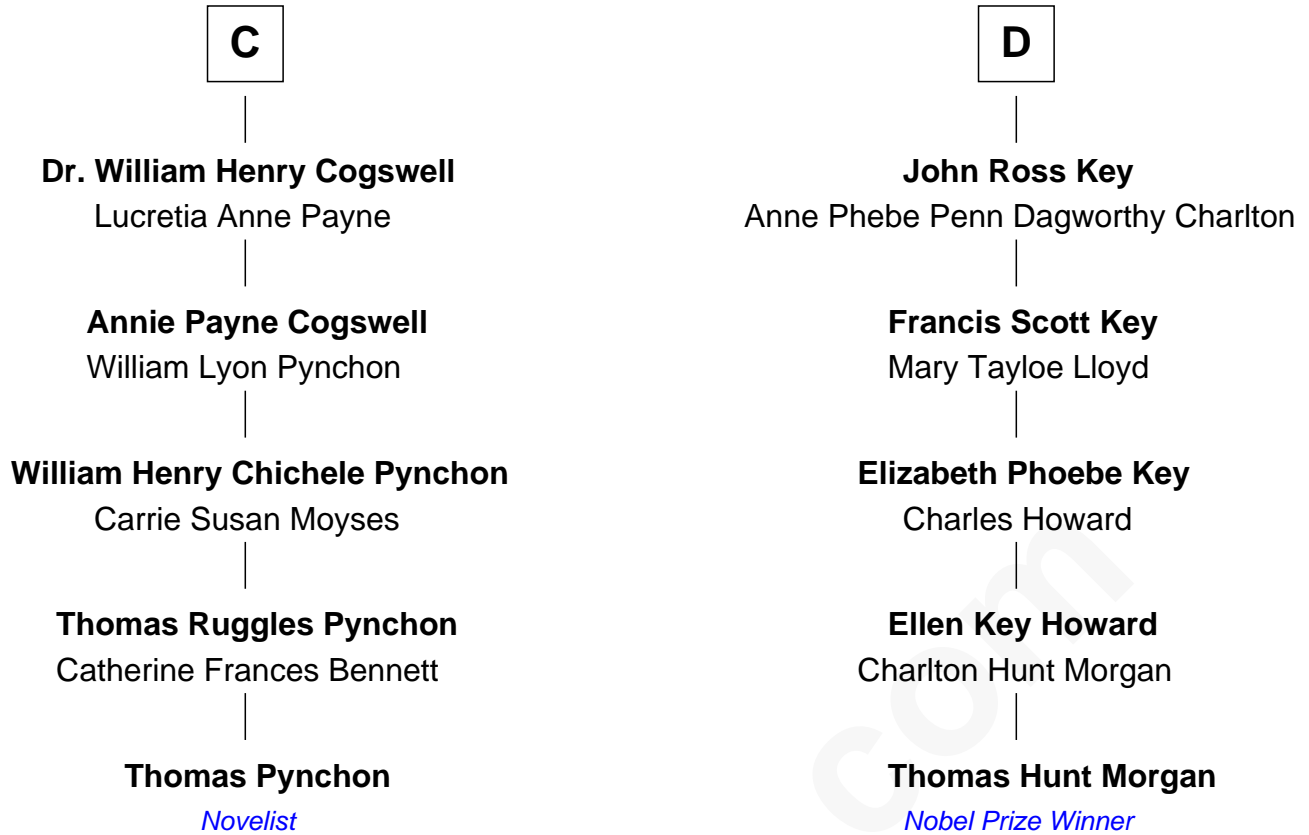 C
Dr. William Henry Cogswell
Lucretia Anne Payne
Annie Payne Cogswell
William Lyon Pynchon
William Henry Chichele Pynchon
Carrie Susan Moyses
Thomas Ruggles Pynchon
Catherine Frances Bennett
Thomas Pynchon
Novelist
D
John Ross Key
Anne Phebe Penn Dagworthy Charlton
Francis Scott Key
Mary Tayloe Lloyd
Elizabeth Phoebe Key
Charles Howard
Ellen Key Howard
Charlton Hunt Morgan
Thomas Hunt Morgan
Nobel Prize Winner
com